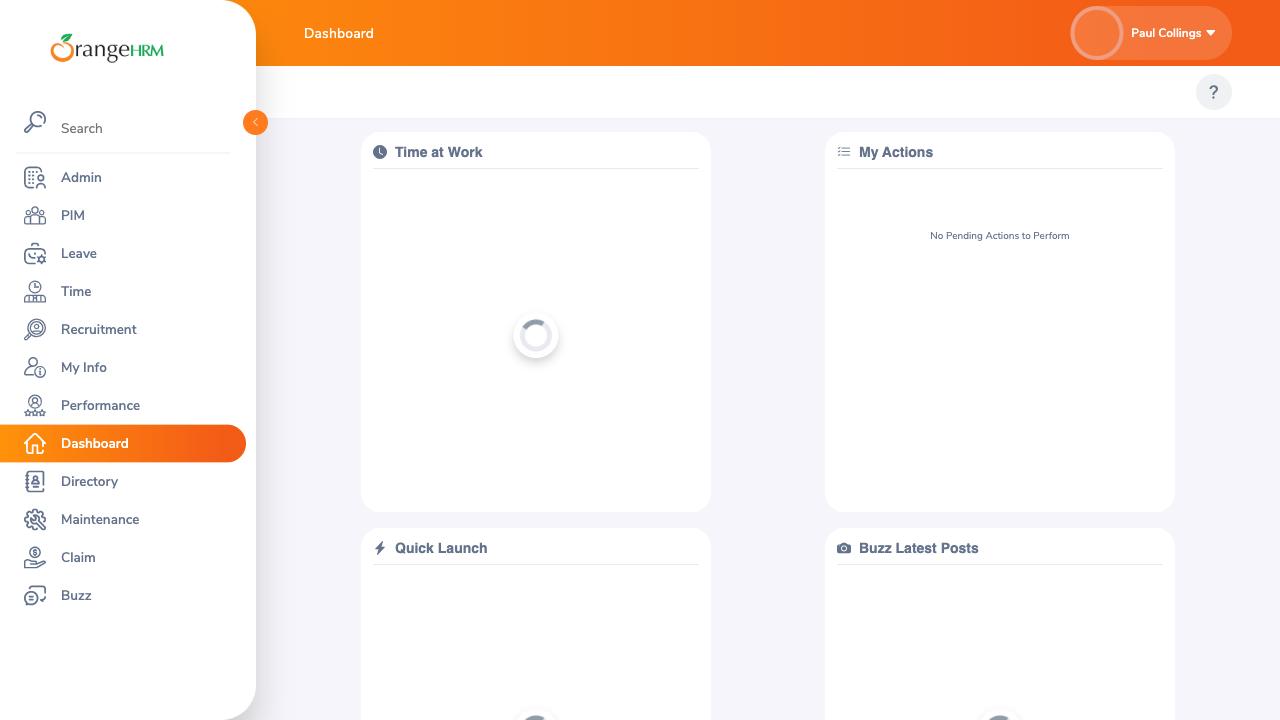 OrangeHRM
Dashboard
Paul Collings
?
Search
Admin
PIM
Leave
Time
Recruitment
My Info
Performance
Dashboard
Directory
Maintenance
Claim
Buzz
Time at Work
My Actions
No Pending Actions to Perform
Quick Launch
Buzz Latest Posts